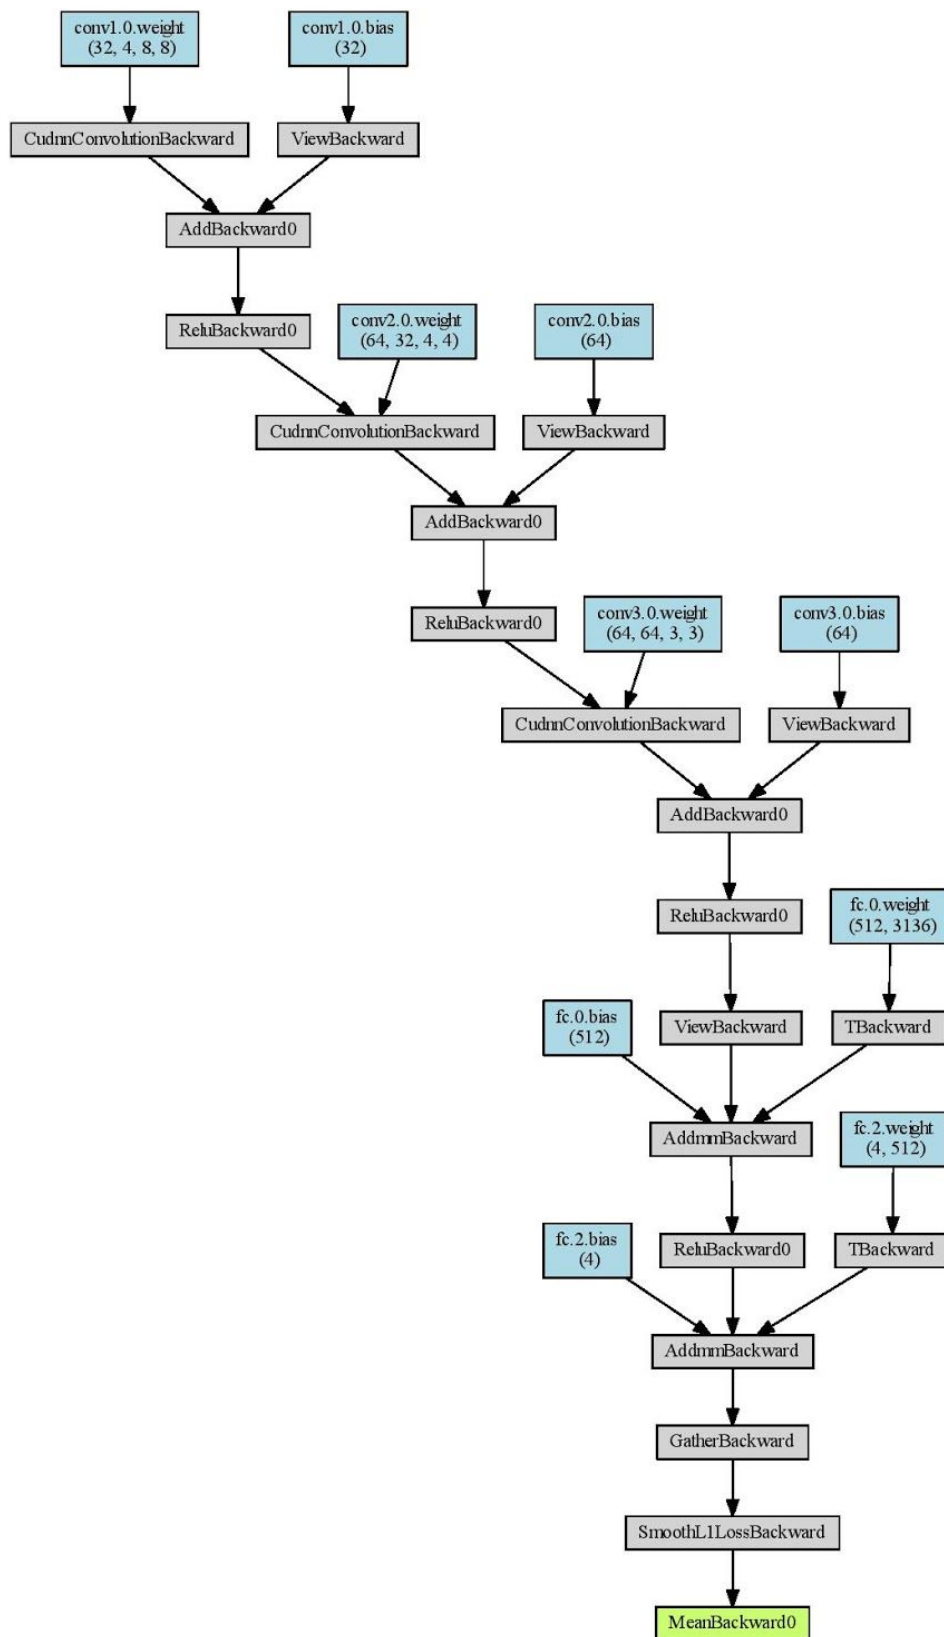 conv1.0.weight
(32, 4, 8, 8)
conv1.0.bias
(32)
CudnnConvolutionBackward
ViewBackward
AddBackward0
ReluBackward0
conv2.0.weight
(64, 32, 4, 4)
conv2.0.bias
(64)
CudnnConvolutionBackward
ViewBackward
AddBackward0
ReluBackward0
conv3.0.weight
(64, 64, 3, 3)
conv3.0.bias
(64)
CudnnConvolutionBackward
ViewBackward
AddBackward0
ReluBackward0
fc.0.weight
(512, 3136)
fc.0.bias
(512)
ViewBackward
TBackward
AddmmBackward
fc.2.weight
(4, 512)
fc.2.bias
(4)
ReluBackward0
TBackward
AddmmBackward
GatherBackward
SmoothL1LossBackward
MeanBackward0